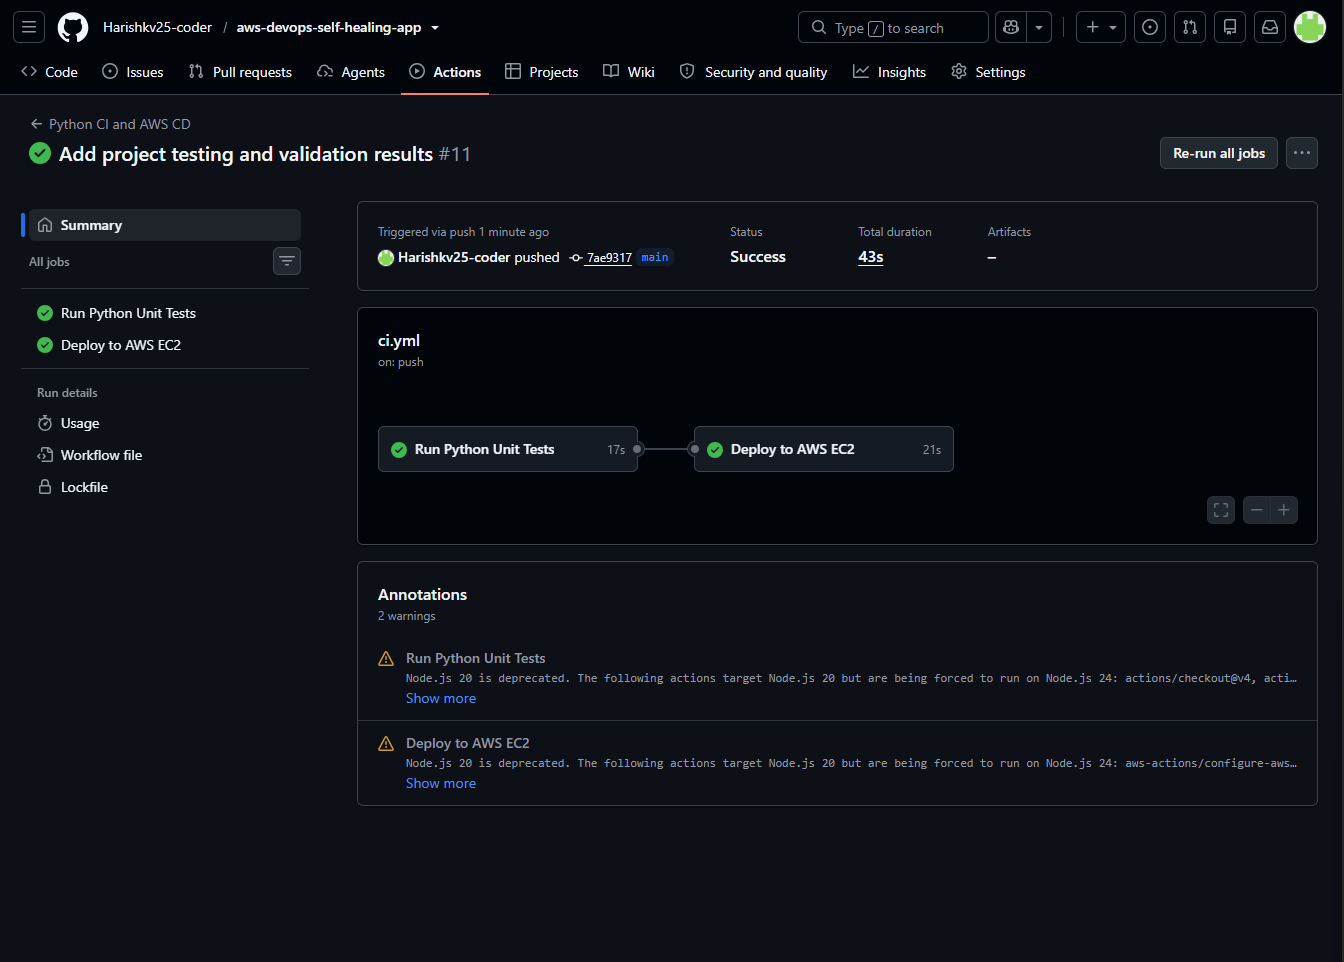 Harishkv25-coder / aws-devops-self-healing-app
Type / to search
Code
Issues
Pull requests
Agents
Actions
Projects
Wiki
Security and quality
Insights
Settings
Python CI and AWS CD
Add project testing and validation results #11
Re-run all jobs
Summary
All jobs
Run Python Unit Tests
Deploy to AWS EC2
Run details
Usage
Workflow file
Lockfile
Triggered via push 1 minute ago
Harishkv25-coder pushed 7ae9317 main
Status
Success
Total duration
43s
Artifacts
–
ci.yml
on: push
Run Python Unit Tests 17s
Deploy to AWS EC2 21s
Annotations
2 warnings
Run Python Unit Tests
Node.js 20 is deprecated. The following actions target Node.js 20 but are being forced to run on Node.js 24: actions/checkout@v4, acti…
Show more
Deploy to AWS EC2
Node.js 20 is deprecated. The following actions target Node.js 20 but are being forced to run on Node.js 24: aws-actions/configure-aws…
Show more